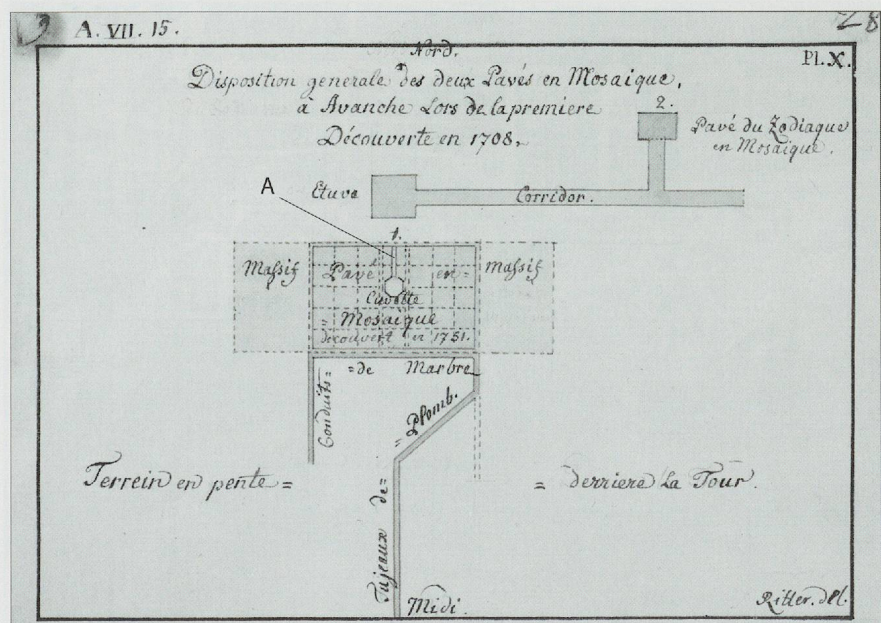 A. VII. 15.
28
Pl. X.
Nord.
Disposition generale des deux Pavés en Mosaique,
à Avanche Lors de la premiere
Découverte en 1708,
2.
Pavé du Zodiaque
en Mosaique.
A
Etuve
Corridor.
1.
Massif
Pavé en=
Massif
Cuvette
Mosaique
découvert en 1751.
Conduits=
=de Marbre
=Plomb.
Terrein en pente=
= derriere La Tour.
Tujeaux de=
Midi.
Ritter. del.